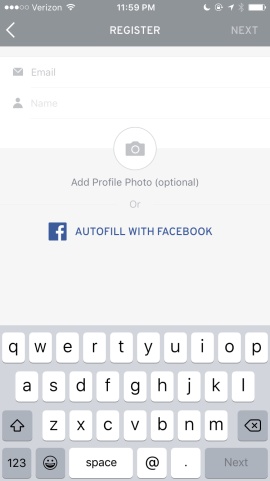 Verizon 11:59 PM
REGISTER NEXT
Email
Name
Add Profile Photo (optional)
Or
f AUTOFILL WITH FACEBOOK
q w e r t y u i o p
a s d f g h j k l
z x c v b n m
123 space @ . Next